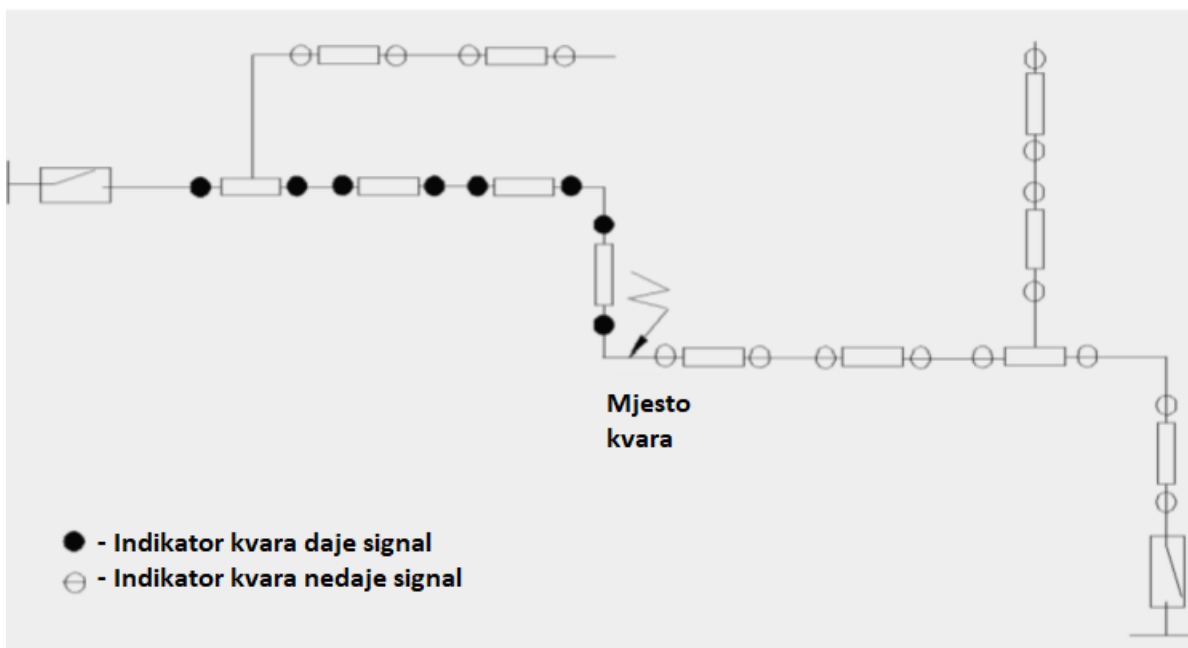 Mjesto
kvara
- Indikator kvara daje signal
- Indikator kvara nedaje signal